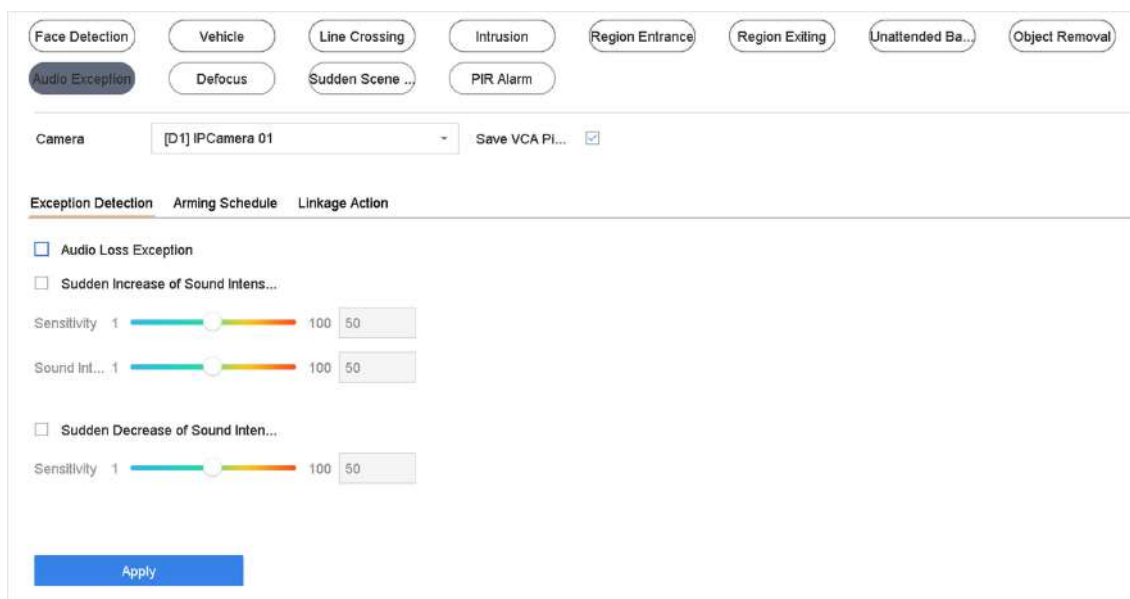 Face Detection Vehicle Line Crossing Intrusion Region Entrance Region Exiting Unattended Ba... Object Removal
Audio Exception Defocus Sudden Scene ... PIR Alarm
Camera [D1] IPCamera 01 Save VCA Pi...
Exception Detection Arming Schedule Linkage Action
Audio Loss Exception
Sudden Increase of Sound Intens...
Sensitivity 1 100 50
Sound Int... 1 100 50
Sudden Decrease of Sound Inten...
Sensitivity 1 100 50
Apply